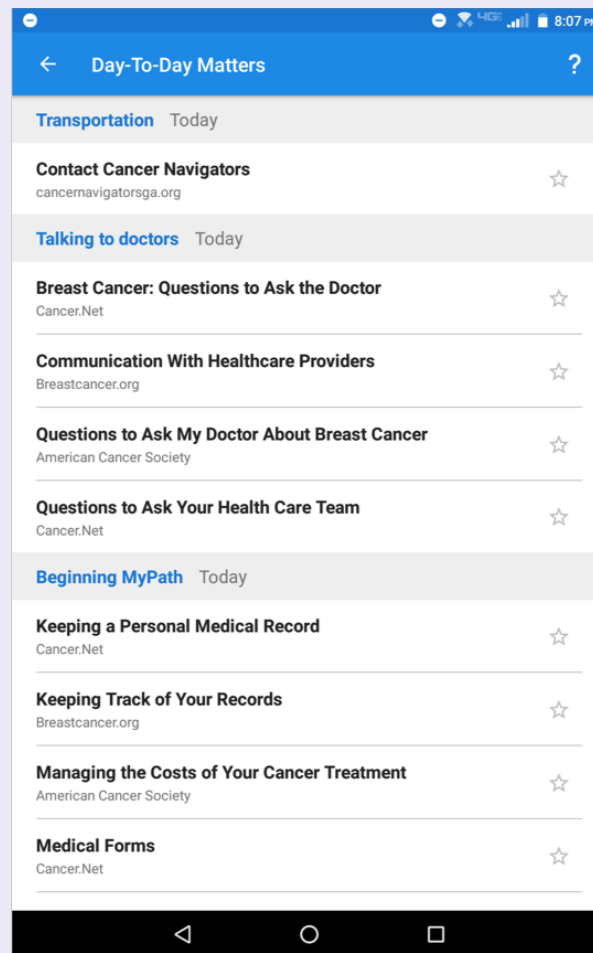 4G 8:07 PM
Day-To-Day Matters ?
Transportation Today
Contact Cancer Navigators
cancernavigatorsga.org
Talking to doctors Today
Breast Cancer: Questions to Ask the Doctor
Cancer.Net
Communication With Healthcare Providers
Breastcancer.org
Questions to Ask My Doctor About Breast Cancer
American Cancer Society
Questions to Ask Your Health Care Team
Cancer.Net
Beginning MyPath Today
Keeping a Personal Medical Record
Cancer.Net
Keeping Track of Your Records
Breastcancer.org
Managing the Costs of Your Cancer Treatment
American Cancer Society
Medical Forms
Cancer.Net